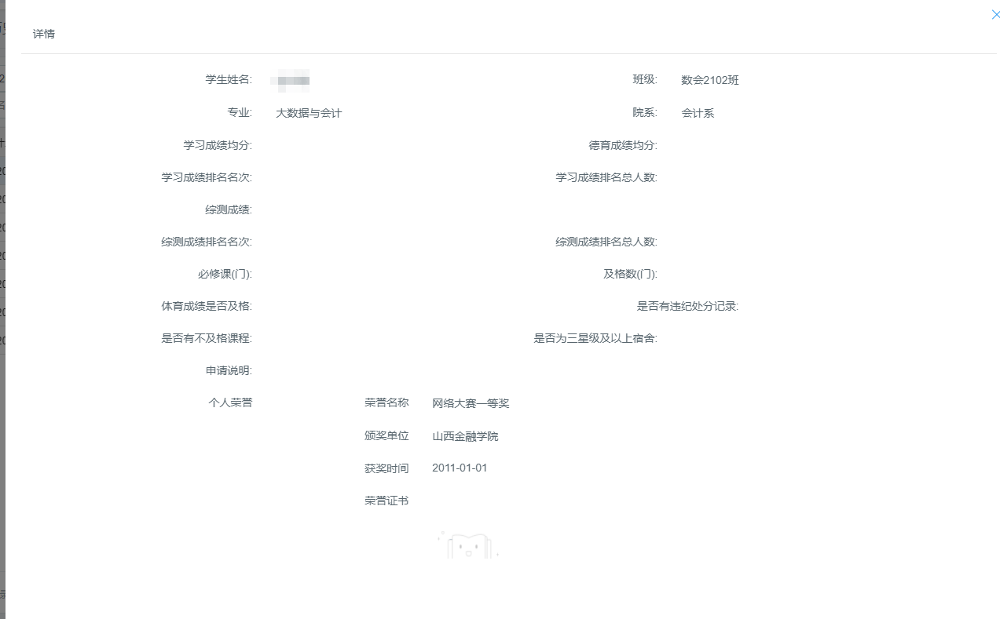 详情
学生姓名:
班级: 数会2102班
专业: 大数据与会计
院系: 会计系
学习成绩均分:
德育成绩均分:
学习成绩排名名次:
学习成绩排名总人数:
综测成绩:
综测成绩排名名次:
综测成绩排名总人数:
必修课(门):
及格数(门):
体育成绩是否及格:
是否有违纪处分记录:
是否有不及格课程:
是否为三星级及以上宿舍:
申请说明:
个人荣誉
荣誉名称 网络大赛一等奖
颁奖单位 山西金融学院
获奖时间 2011-01-01
荣誉证书